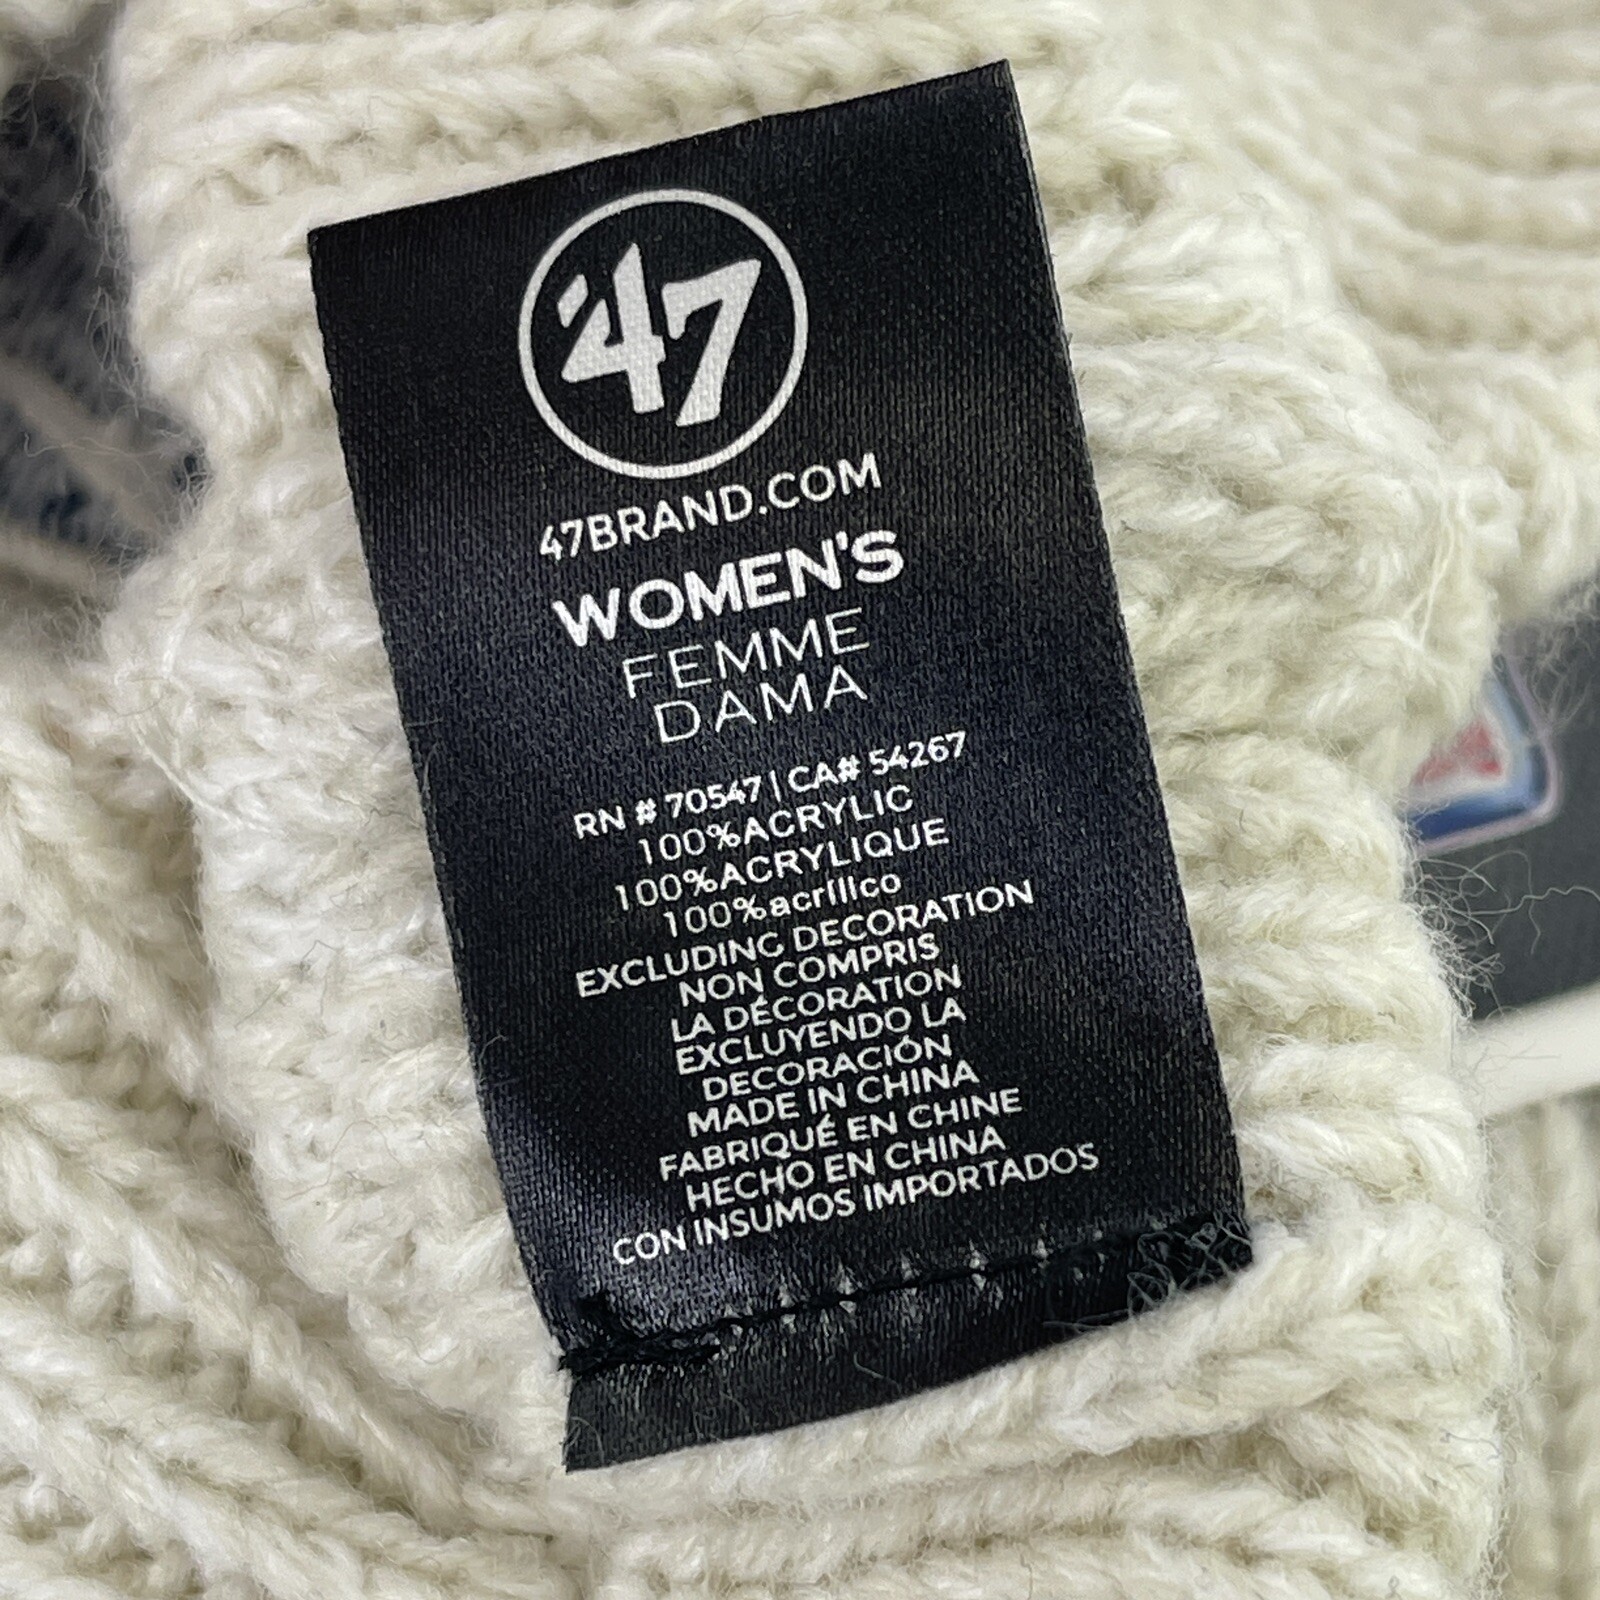 '47
47BRAND.COM
WOMEN'S
FEMME
DAMA
RN # 70547 | CA# 54267
100%ACRYLIC
100%ACRYLIQUE
100%acrílico
EXCLUDING DECORATION
NON COMPRIS
LA DÉCORATION
EXCLUYENDO LA
DECORACIÓN
MADE IN CHINA
FABRIQUÉ EN CHINE
HECHO EN CHINA
CON INSUMOS IMPORTADOS